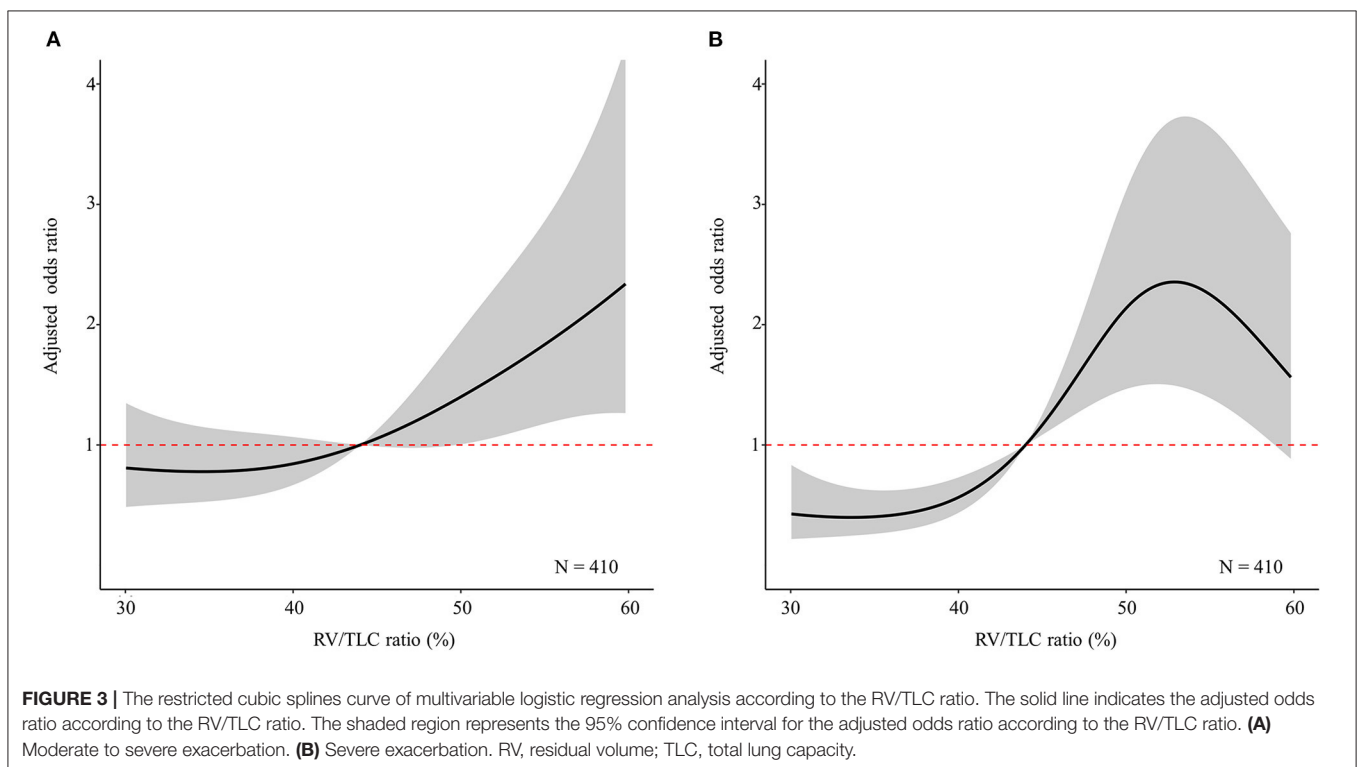 A
B
4
3
2
1
Adjusted odds ratio
N = 410
30
40
50
60
RV/TLC ratio (%)
4
3
2
1
Adjusted odds ratio
N = 410
30
40
50
60
RV/TLC ratio (%)
FIGURE 3 | The restricted cubic splines curve of multivariable logistic regression analysis according to the RV/TLC ratio. The solid line indicates the adjusted odds
ratio according to the RV/TLC ratio. The shaded region represents the 95% confidence interval for the adjusted odds ratio according to the RV/TLC ratio. (A)
Moderate to severe exacerbation. (B) Severe exacerbation. RV, residual volume; TLC, total lung capacity.